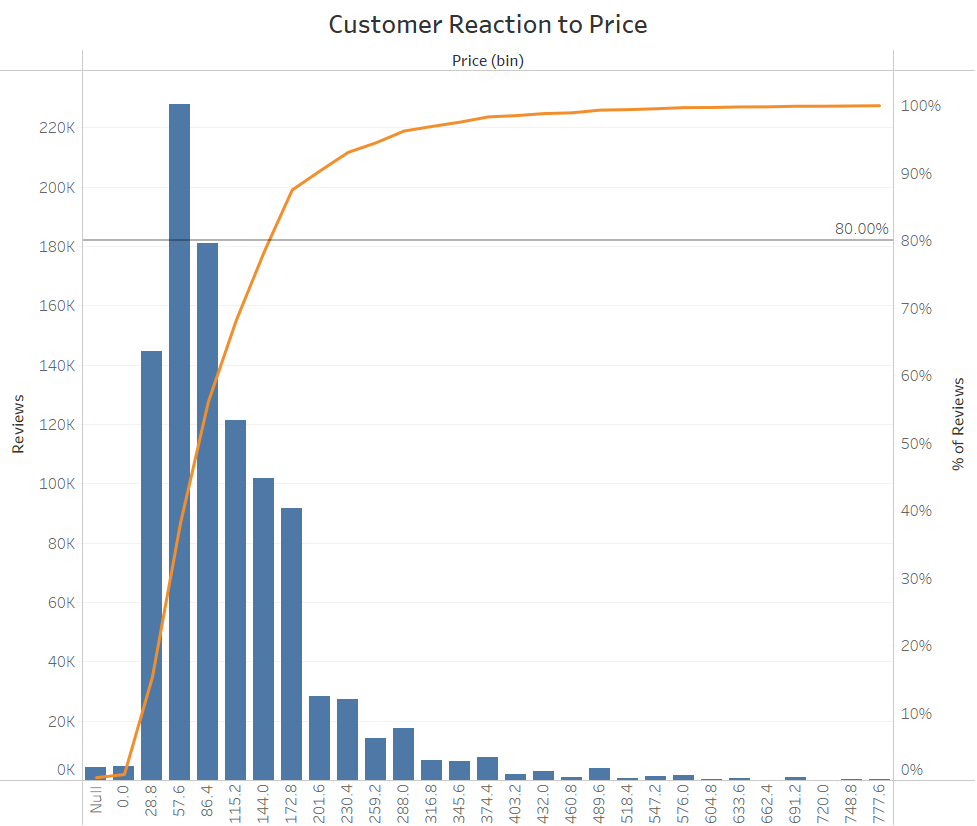 Customer Reaction to Price
Price (bin)
220K
200K
180K
160K
140K
120K
100K
80K
60K
40K
20K
0K
Reviews
80.00%
100%
90%
80%
70%
60%
50%
40%
30%
20%
10%
0%
% of Reviews
Null
0.0
28.8
57.6
86.4
115.2
144.0
172.8
201.6
230.4
259.2
288.0
316.8
345.6
374.4
403.2
432.0
460.8
489.6
518.4
547.2
576.0
604.8
633.6
662.4
691.2
720.0
748.8
777.6